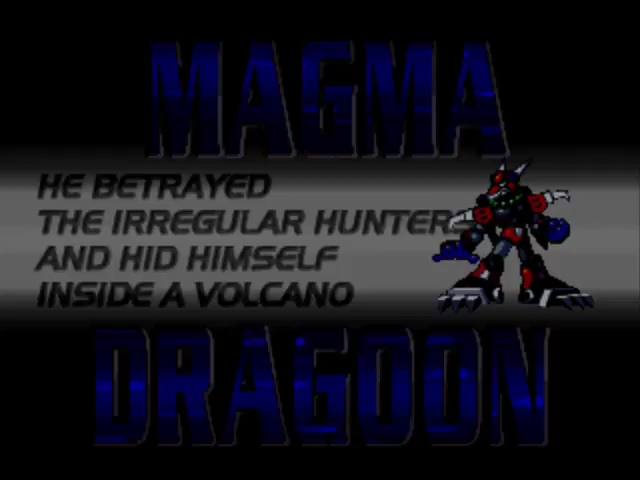 MAGMA
HE BETRAYED
THE IRREGULAR HUNTERS
AND HID HIMSELF
INSIDE A VOLCANO
DRAGOON